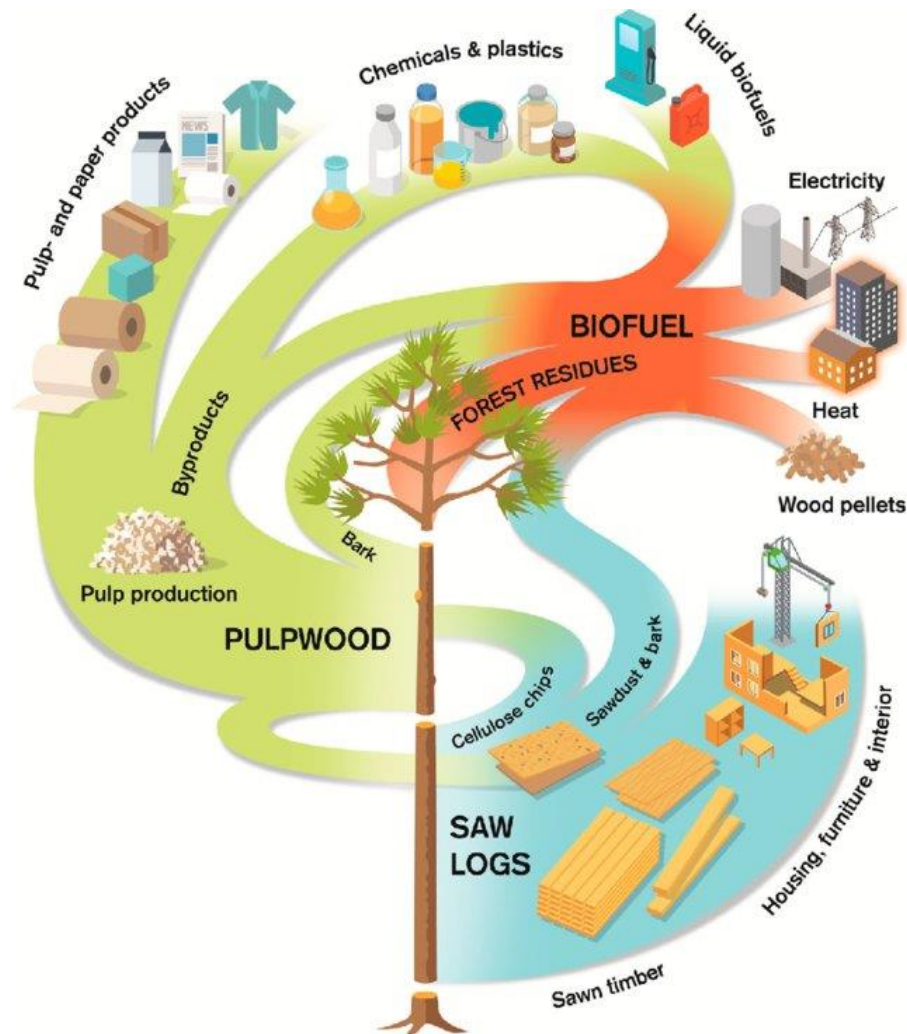 Chemicals & plastics
Liquid biofuels
Pulp- and paper products
NEWS
Electricity
BIOFUEL
FOREST RESIDUES
Heat
Byproducts
Wood pellets
Bark
Pulp production
PULPWOOD
Cellulose chips
Sawdust & bark
SAW
LOGS
Housing, furniture & interior
Sawn timber